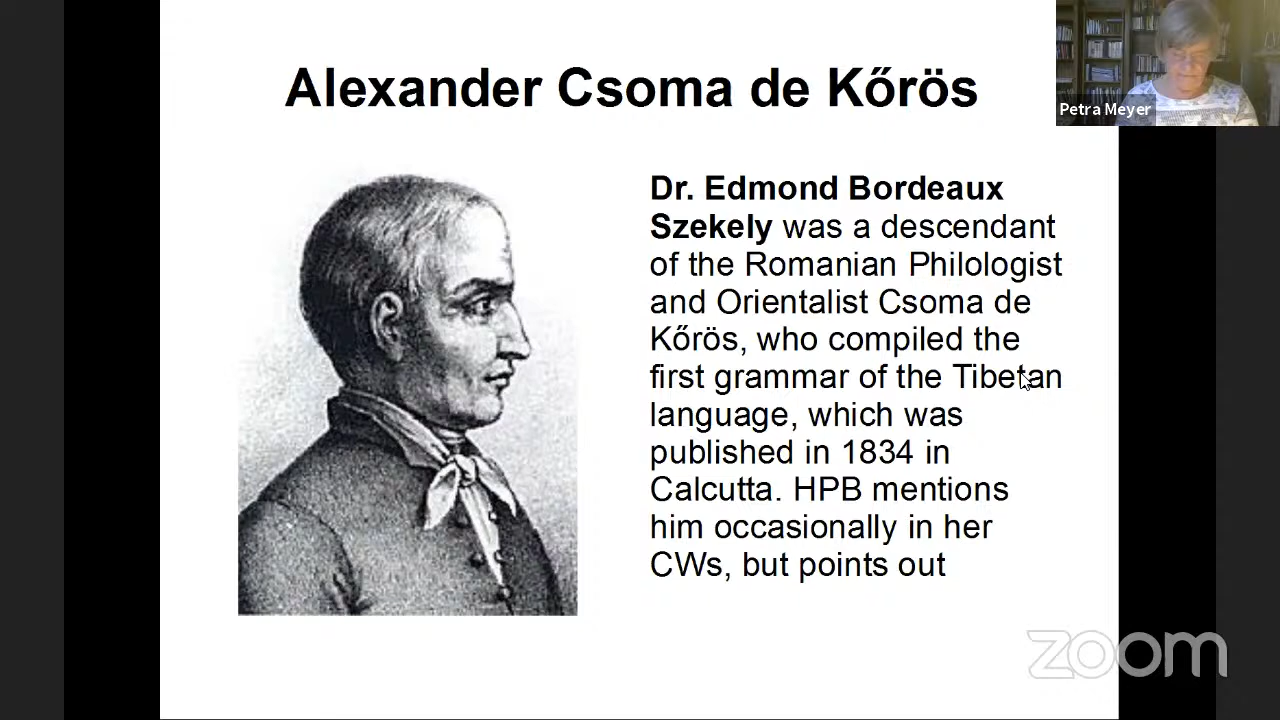 Alexander Csoma de Kőrös
Petra Meyer
Dr. Edmond Bordeaux
Szekely was a descendant
of the Romanian Philologist
and Orientalist Csoma de
Kőrös, who compiled the
first grammar of the Tibetan
language, which was
published in 1834 in
Calcutta. HPB mentions
him occasionally in her
CWs, but points out
zoom